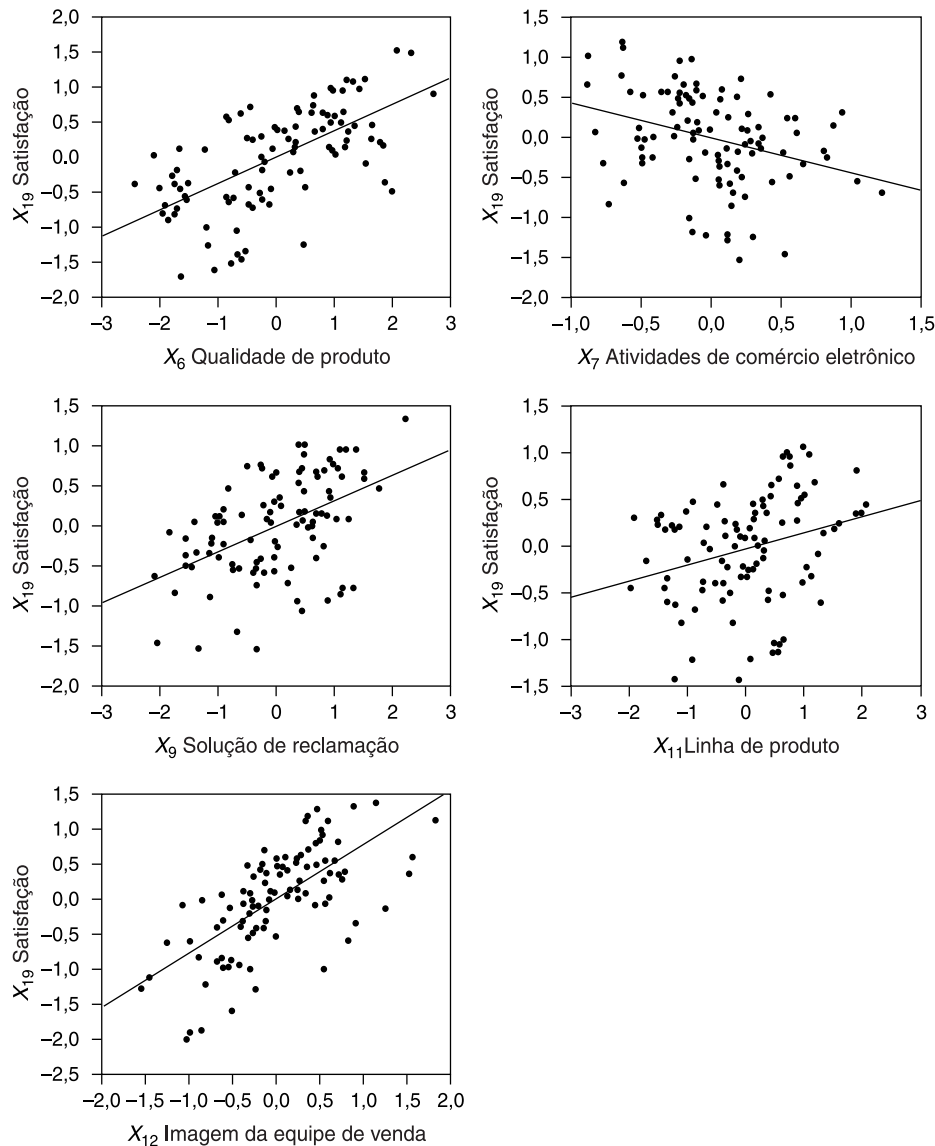 2,0
1,5
1,0
0,5
0,0
−0,5
−1,0
−1,5
−2,0
X19 Satisfação
−3 −2 −1 0 1 2 3
X6 Qualidade de produto
1,5
1,0
0,5
0,0
−0,5
−1,0
−1,5
−2,0
X19 Satisfação
−1,0 −0,5 0,0 0,5 1,0 1,5
X7 Atividades de comércio eletrônico
1,5
1,0
0,5
0,0
−0,5
−1,0
−1,5
−2,0
X19 Satisfação
−3 −2 −1 0 1 2 3
X9 Solução de reclamação
1,5
1,0
0,5
0,0
−0,5
−1,0
−1,5
X19 Satisfação
−3 −2 −1 0 1 2 3
X11Linha de produto
1,5
1,0
0,5
0,0
−0,5
−1,0
−1,5
−2,0
−2,5
X19 Satisfação
−2,0 −1,5 −1,0 −0,5 0,0 0,5 1,0 1,5 2,0
X12 Imagem da equipe de venda